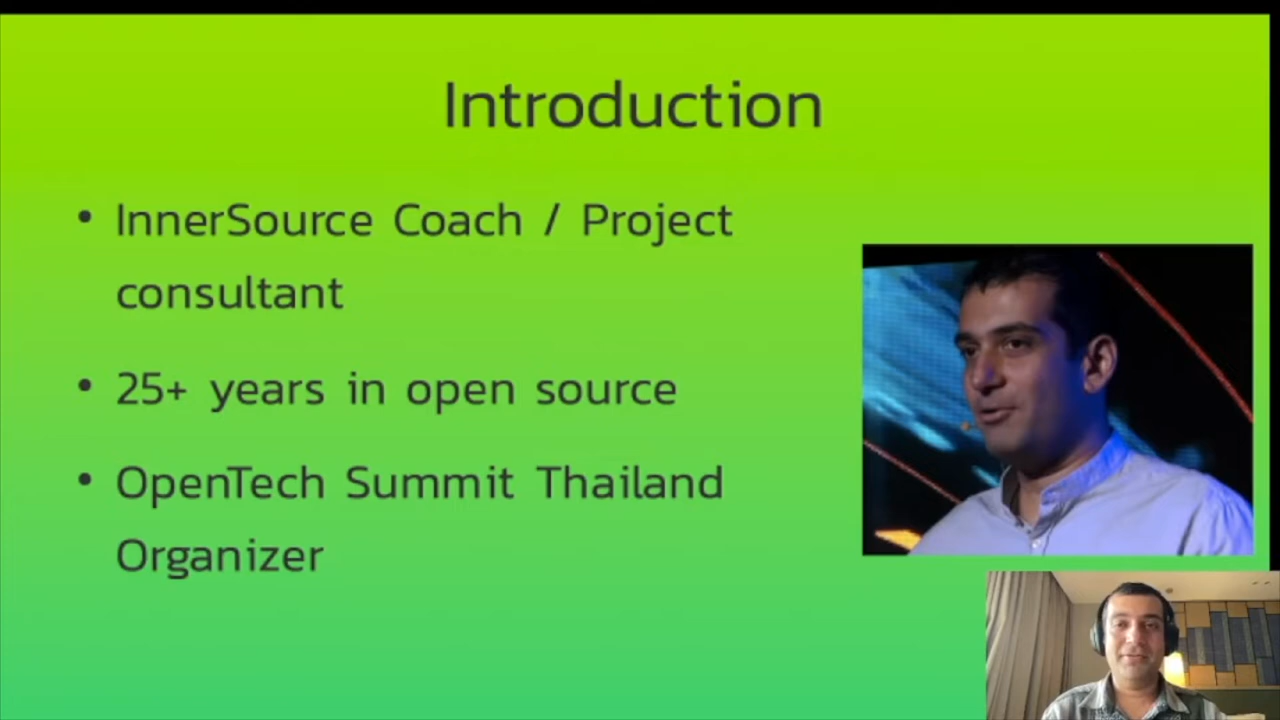 Introduction
• InnerSource Coach / Project
consultant
• 25+ years in open source
• OpenTech Summit Thailand
Organizer